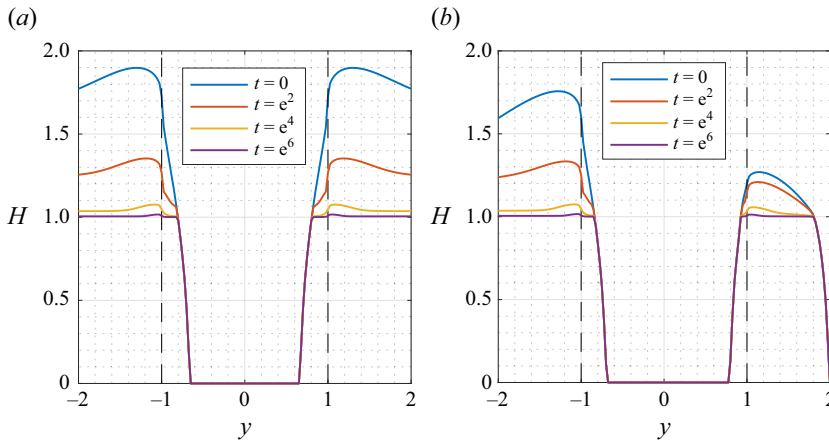 (a)
(b)
2.0
1.5
1.0
0.5
0
H
−2
−1
0
1
2
y
t = 0
t = e²
t = e⁴
t = e⁶
2.0
1.5
1.0
0.5
0
H
−2
−1
0
1
2
y
t = 0
t = e²
t = e⁴
t = e⁶